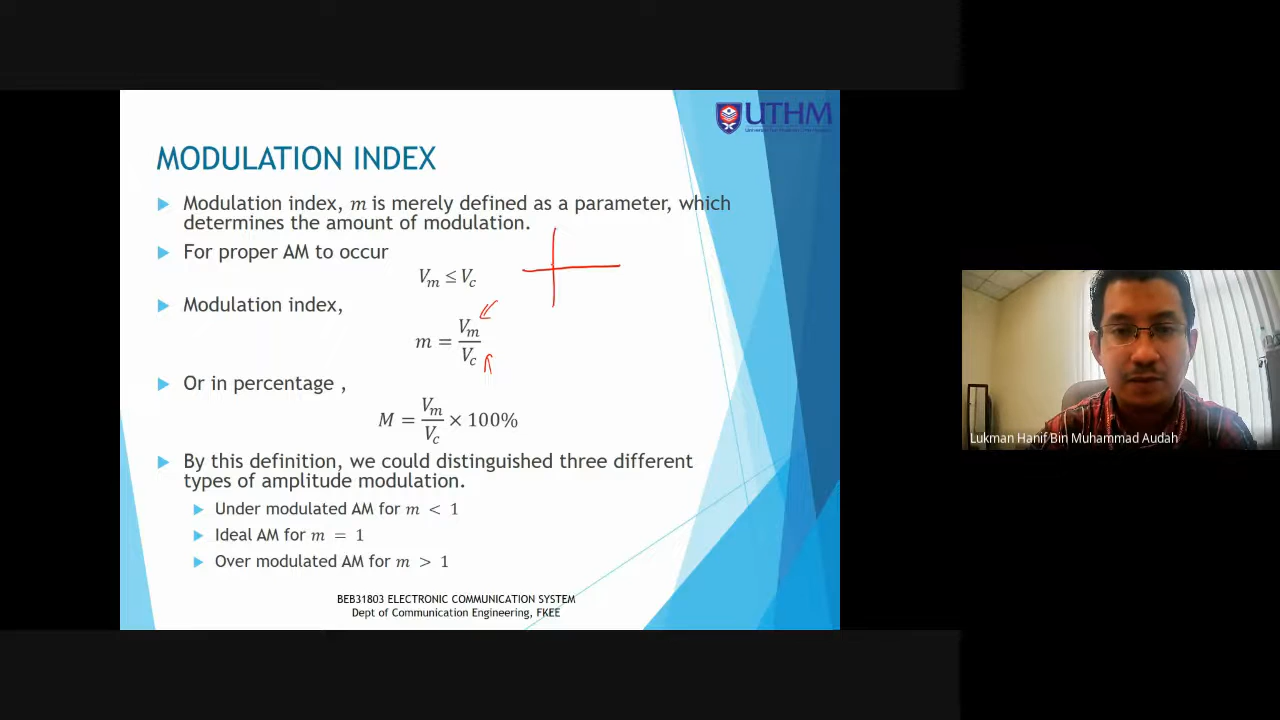 UTHM
MODULATION INDEX
Modulation index, m is merely defined as a parameter, which
determines the amount of modulation.
For proper AM to occur
Vm ≤ Vc
Modulation index,
m = Vm/Vc
Or in percentage ,
M = Vm/Vc × 100%
By this definition, we could distinguished three different
types of amplitude modulation.
Under modulated AM for m < 1
Ideal AM for m = 1
Over modulated AM for m > 1
BEB31803 ELECTRONIC COMMUNICATION SYSTEM
Dept of Communication Engineering, FKEE
Lukman Hanif Bin Muhammad Audah